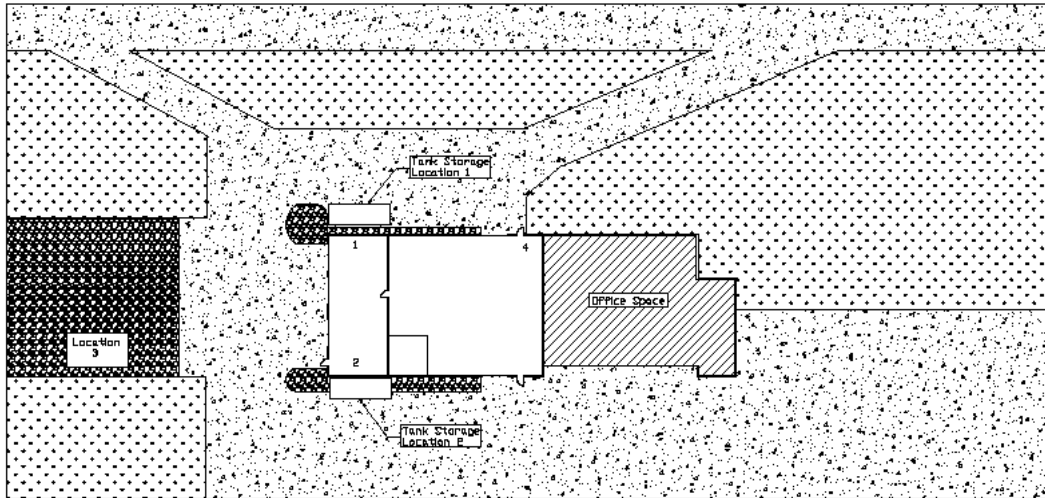 Tank Storage
Location 1
1
4
Office Space
Location
3
2
Tank Storage
Location 2